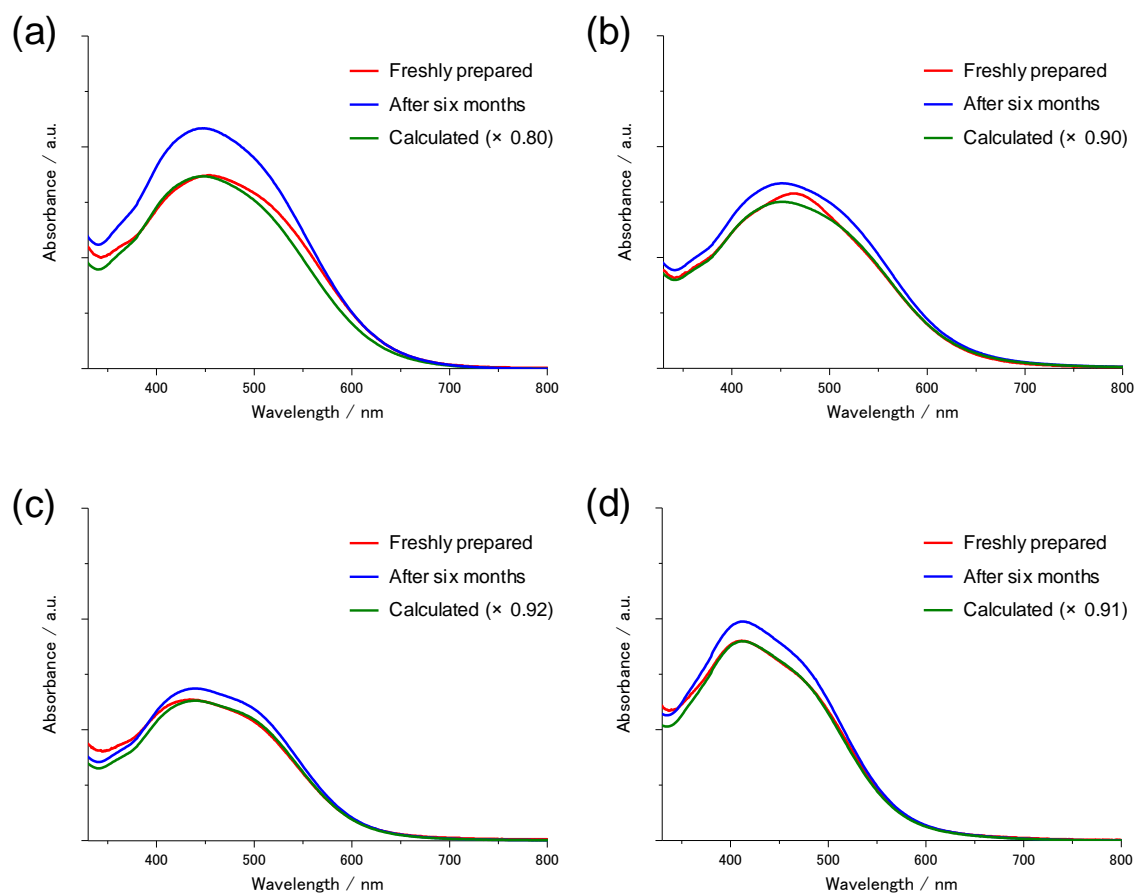 (a)
Freshly prepared
After six months
Calculated (× 0.80)
Absorbance / a.u.
400 500 600 700 800
Wavelength / nm
(b)
Freshly prepared
After six months
Calculated (× 0.90)
Absorbance / a.u.
400 500 600 700 800
Wavelength / nm
(c)
Freshly prepared
After six months
Calculated (× 0.92)
Absorbance / a.u.
400 500 600 700 800
Wavelength / nm
(d)
Freshly prepared
After six months
Calculated (× 0.91)
Absorbance / a.u.
400 500 600 700 800
Wavelength / nm